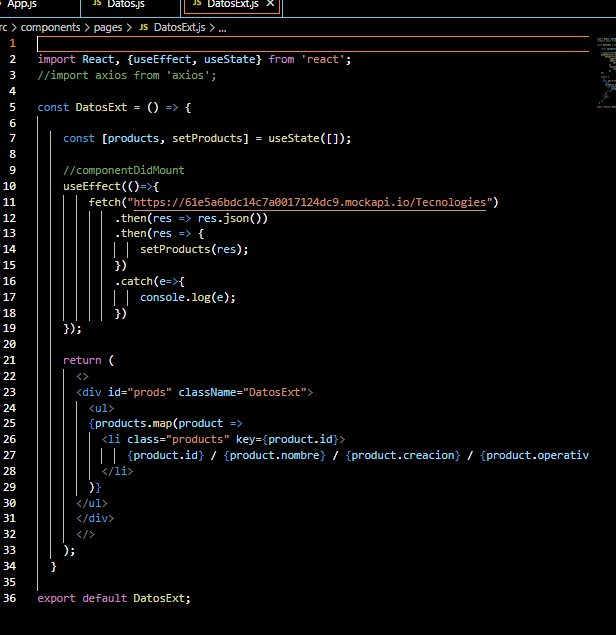 App.js JS Datos.js JS DatosExt.js ×
rc > components > pages > JS DatosExt.js > ...
1
2 import React, {useEffect, useState} from 'react';
3 //import axios from 'axios';
4
5 const DatosExt = () => {
6
7 const [products, setProducts] = useState([]);
8
9 //componentDidMount
10 useEffect(()=>{
11 fetch("https://61e5a6bdc14c7a0017124dc9.mockapi.io/Tecnologies")
12 .then(res => res.json())
13 .then(res => {
14 setProducts(res);
15 })
16 .catch(e=>{
17 console.log(e);
18 })
19 });
20
21 return (
22 <>
23 <div id="prods" className="DatosExt">
24 <ul>
25 {products.map(product =>
26 <li class="products" key={product.id}>
27 {product.id} / {product.nombre} / {product.creacion} / {product.operativ
28 </li>
29 )}
30 </ul>
31 </div>
32 </>
33 );
34 }
35
36 export default DatosExt;